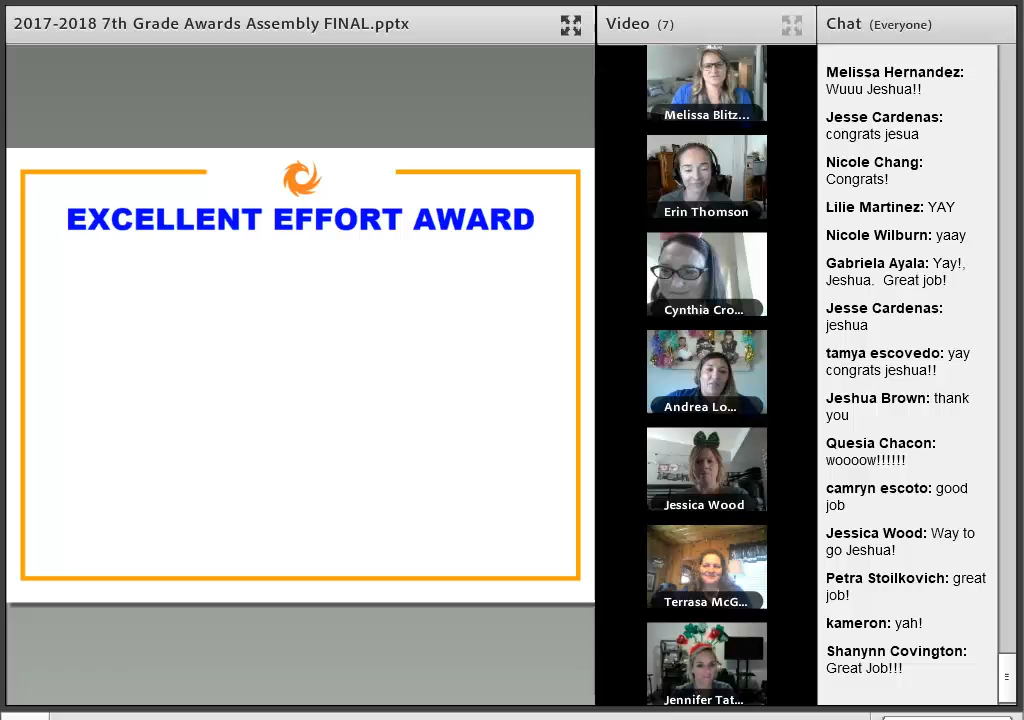 2017-2018 7th Grade Awards Assembly FINAL.pptx
EXCELLENT EFFORT AWARD
Video (7)
Melissa Blitz...
Erin Thomson
Cynthia Cro...
Andrea Lo...
Jessica Wood
Terrasa McG...
Jennifer Tat...
Chat (Everyone)
Melissa Hernandez:
Wuuu Jeshua!!
Jesse Cardenas:
congrats jesua
Nicole Chang:
Congrats!
Lilie Martinez: YAY
Nicole Wilburn: yaay
Gabriela Ayala: Yay!,
Jeshua. Great job!
Jesse Cardenas:
jeshua
tamya escovedo: yay
congrats jeshua!!
Jeshua Brown: thank
you
Quesia Chacon:
woooow!!!!!!
camryn escoto: good
job
Jessica Wood: Way to
go Jeshua!
Petra Stoilkovich: great
job!
kameron: yah!
Shanynn Covington:
Great Job!!!